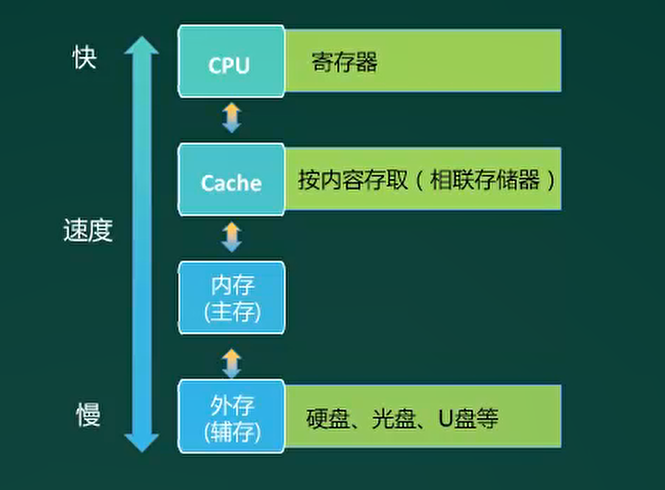 快
CPU
寄存器
Cache
按内容存取（相联存储器）
速度
内存
(主存)
慢
外存
(辅存)
硬盘、光盘、U盘等